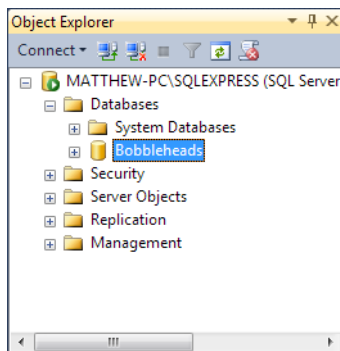 Object Explorer
Connect
MATTHEW-PC\SQLEXPRESS (SQL Server
Databases
System Databases
Bobbleheads
Security
Server Objects
Replication
Management